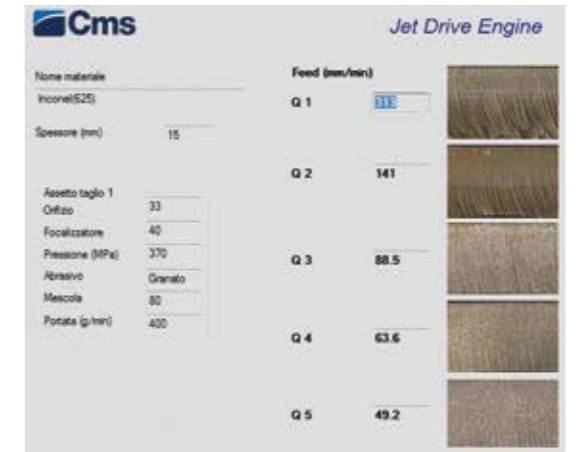 Cms
Jet Drive Engine
Nome materiale
Inconel(625)
Spessore (mm) 15
Assetto taglio 1
Orifizio 33
Focalizzatore 40
Pressione (MPa) 370
Abrasivo Granato
Mescola 80
Portata (g/min) 400
Feed (mm/min)
Q 1 313
Q 2 141
Q 3 88.5
Q 4 63.6
Q 5 49.2